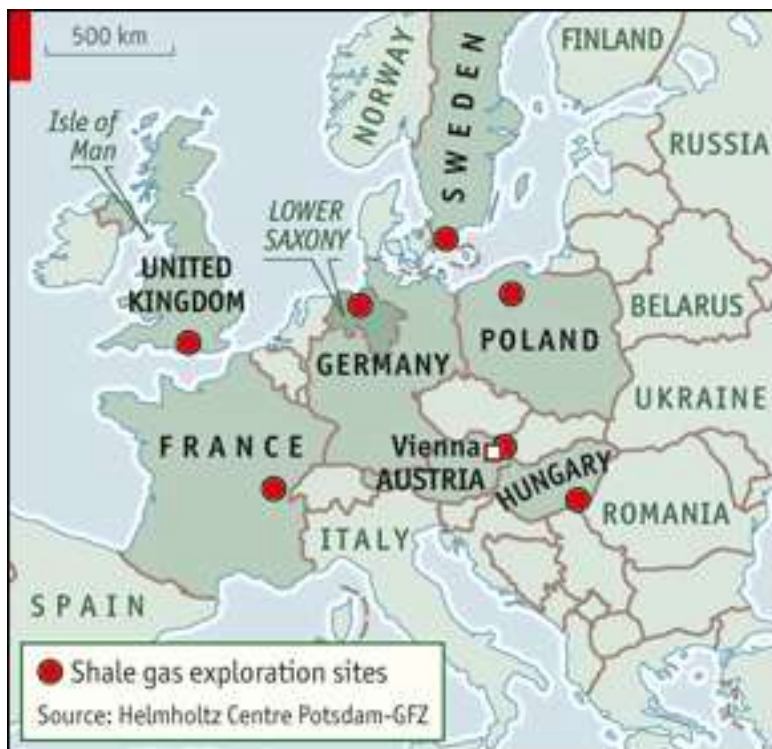 500 km
FINLAND
NORWAY
SWEDEN
Isle of
Man
RUSSIA
LOWER
SAXONY
UNITED
KINGDOM
BELARUS
GERMANY
POLAND
UKRAINE
FRANCE
Vienna
AUSTRIA
HUNGARY
ROMANIA
ITALY
SPAIN
Shale gas exploration sites
Source: Helmholtz Centre Potsdam-GFZ